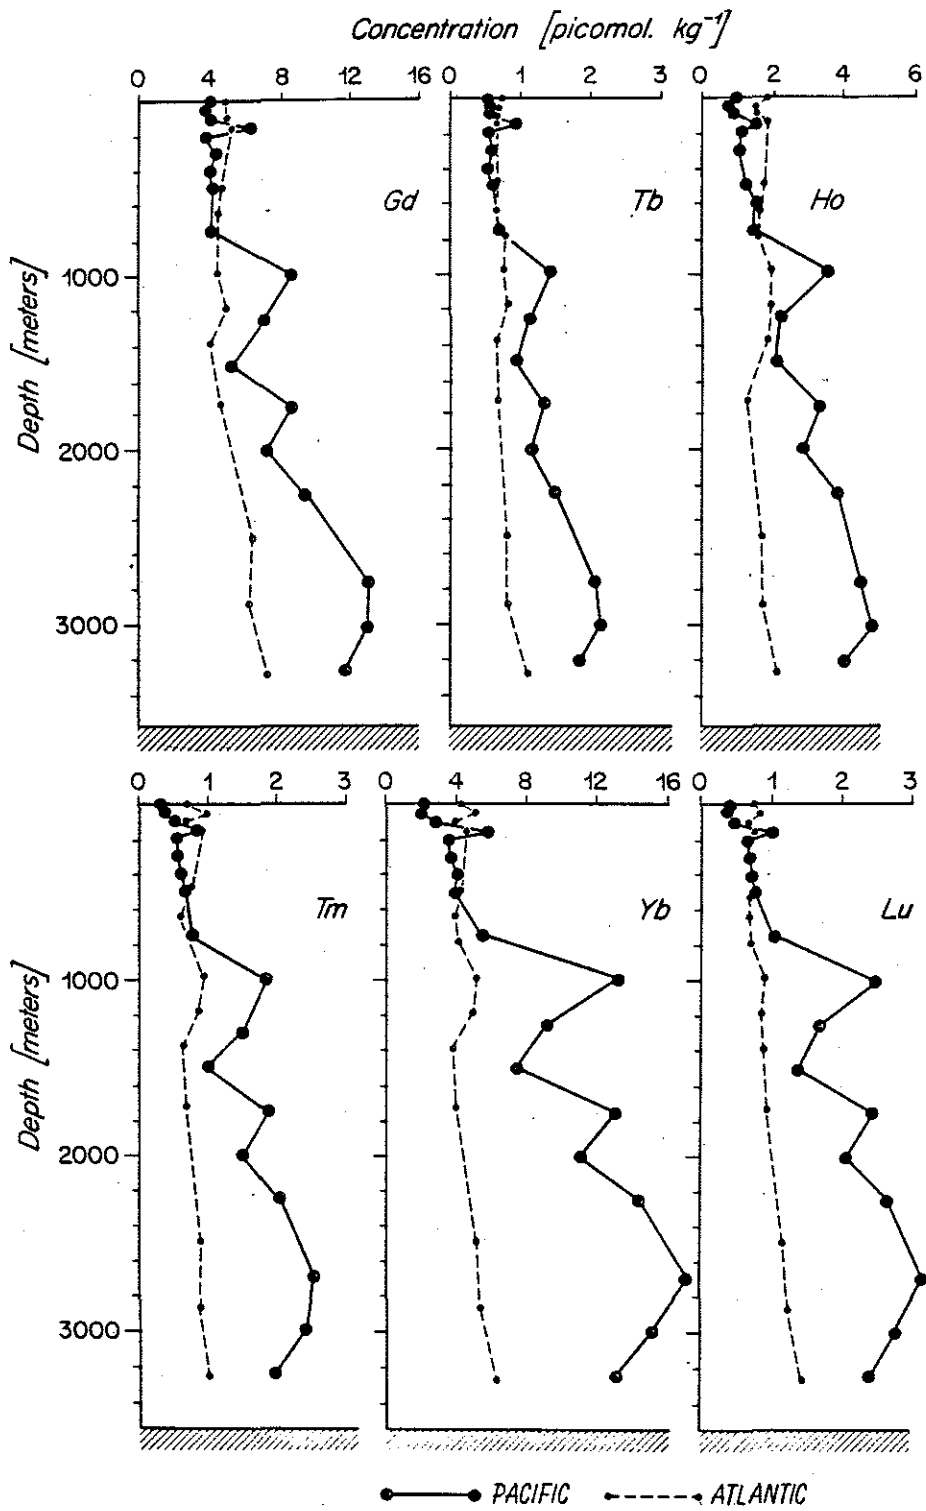 Concentration [picomol. kg⁻¹]
0 4 8 12 16 0 1 2 3 0 2 4 6
Gd Tb Ho
Depth [meters]
1000
2000
3000
0 1 2 3 0 4 8 12 16 0 1 2 3
Tm Yb Lu
Depth [meters]
1000
2000
3000
PACIFIC ATLANTIC